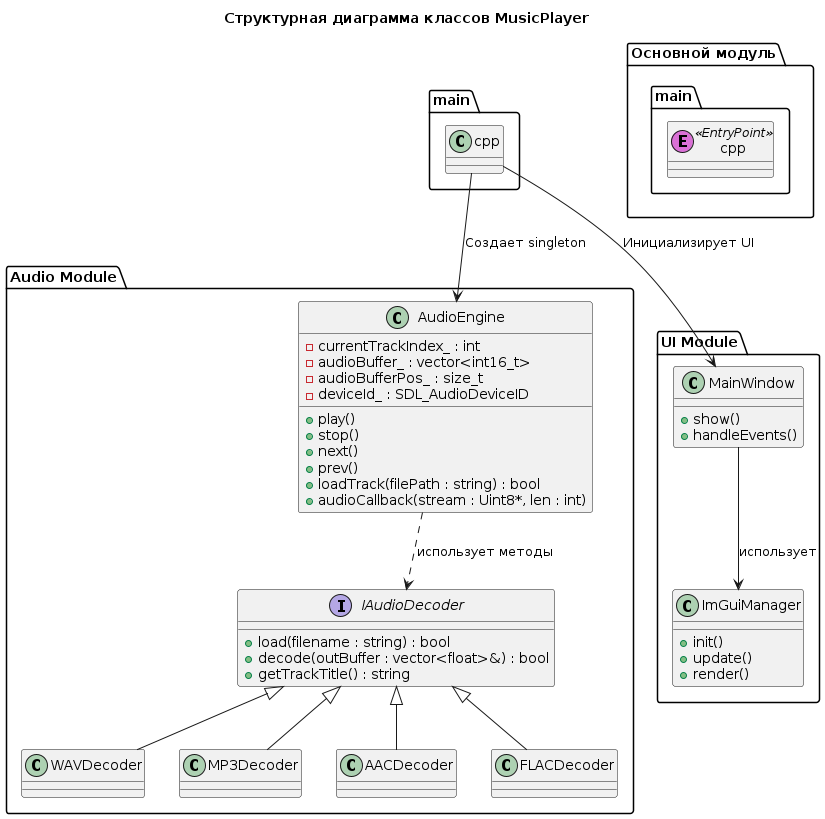 Структурная диаграмма классов MusicPlayer
Основной модуль
main
E «EntryPoint»
cpp
main
C cpp
Создает singleton
Инициализирует UI
Audio Module
C AudioEngine
currentTrackIndex_ : int
audioBuffer_ : vector<int16_t>
audioBufferPos_ : size_t
deviceId_ : SDL_AudioDeviceID
play()
stop()
next()
prev()
loadTrack(filePath : string) : bool
audioCallback(stream : Uint8*, len : int)
UI Module
C MainWindow
show()
handleEvents()
использует методы
использует
I IAudioDecoder
load(filename : string) : bool
decode(outBuffer : vector<float>&) : bool
getTrackTitle() : string
C ImGuiManager
init()
update()
render()
C WAVDecoder
C MP3Decoder
C AACDecoder
C FLACDecoder